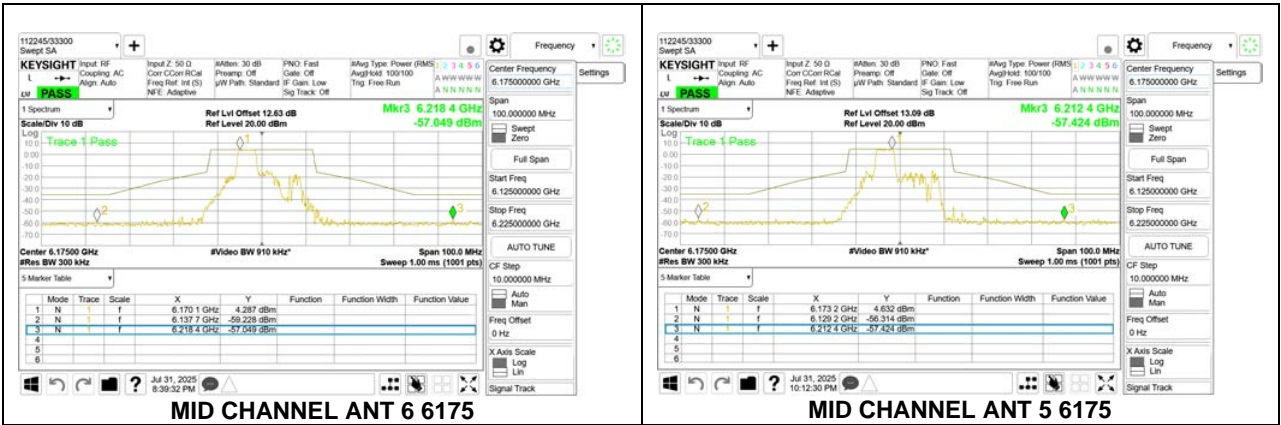 112245/33300
Swept SA
KEYSIGHT
L
LXI
PASS
Input: RF
Coupling: AC
Align: Auto
Input Z: 50 Ω
Corr CCorr RCal
Freq Ref: Int (S)
NFE: Adaptive
#Atten: 30 dB
Preamp: Off
µW Path: Standard
PNO: Fast
Gate: Off
IF Gain: Low
Sig Track: Off
#Avg Type: Power (RMS
Avg|Hold: 100/100
Trig: Free Run
1 2 3 4 5 6
A W W W W W
A N N N N N
1 Spectrum
Scale/Div 10 dB
Ref Lvl Offset 12.63 dB
Ref Level 20.00 dBm
Mkr3 6.218 4 GHz
-57.049 dBm
Log
Trace 1 Pass
10.0
0.00
-10.0
-20.0
-30.0
-40.0
-50.0
-60.0
-70.0
1
2
3
Center 6.17500 GHz
#Res BW 300 kHz
#Video BW 910 kHz*
Span 100.0 MHz
Sweep 1.00 ms (1001 pts)
5 Marker Table
Mode Trace Scale X Y Function Function Width Function Value
1 N 1 f 6.170 1 GHz 4.287 dBm
2 N 1 f 6.137 7 GHz -59.228 dBm
3 N 1 f 6.218 4 GHz -57.049 dBm
4
5
6
Jul 31, 2025
8:39:32 PM
Frequency
Settings
Center Frequency
6.175000000 GHz
Span
100.000000 MHz
Swept
Zero
Full Span
Start Freq
6.125000000 GHz
Stop Freq
6.225000000 GHz
AUTO TUNE
CF Step
10.000000 MHz
Auto
Man
Freq Offset
0 Hz
X Axis Scale
Log
Lin
Signal Track
MID CHANNEL ANT 6 6175
112245/33300
Swept SA
KEYSIGHT
L
LXI
PASS
Input: RF
Coupling: AC
Align: Auto
Input Z: 50 Ω
Corr CCorr RCal
Freq Ref: Int (S)
NFE: Adaptive
#Atten: 30 dB
Preamp: Off
µW Path: Standard
PNO: Fast
Gate: Off
IF Gain: Low
Sig Track: Off
#Avg Type: Power (RMS
Avg|Hold: 100/100
Trig: Free Run
1 2 3 4 5 6
A W W W W W
A N N N N N
1 Spectrum
Scale/Div 10 dB
Ref Lvl Offset 13.09 dB
Ref Level 20.00 dBm
Mkr3 6.212 4 GHz
-57.424 dBm
Log
Trace 1 Pass
10.0
0.00
-10.0
-20.0
-30.0
-40.0
-50.0
-60.0
-70.0
1
2
3
Center 6.17500 GHz
#Res BW 300 kHz
#Video BW 910 kHz*
Span 100.0 MHz
Sweep 1.00 ms (1001 pts)
5 Marker Table
Mode Trace Scale X Y Function Function Width Function Value
1 N 1 f 6.173 2 GHz 4.632 dBm
2 N 1 f 6.129 2 GHz -56.314 dBm
3 N 1 f 6.212 4 GHz -57.424 dBm
4
5
6
Jul 31, 2025
10:12:30 PM
Frequency
Settings
Center Frequency
6.175000000 GHz
Span
100.000000 MHz
Swept
Zero
Full Span
Start Freq
6.125000000 GHz
Stop Freq
6.225000000 GHz
AUTO TUNE
CF Step
10.000000 MHz
Auto
Man
Freq Offset
0 Hz
X Axis Scale
Log
Lin
Signal Track
MID CHANNEL ANT 5 6175